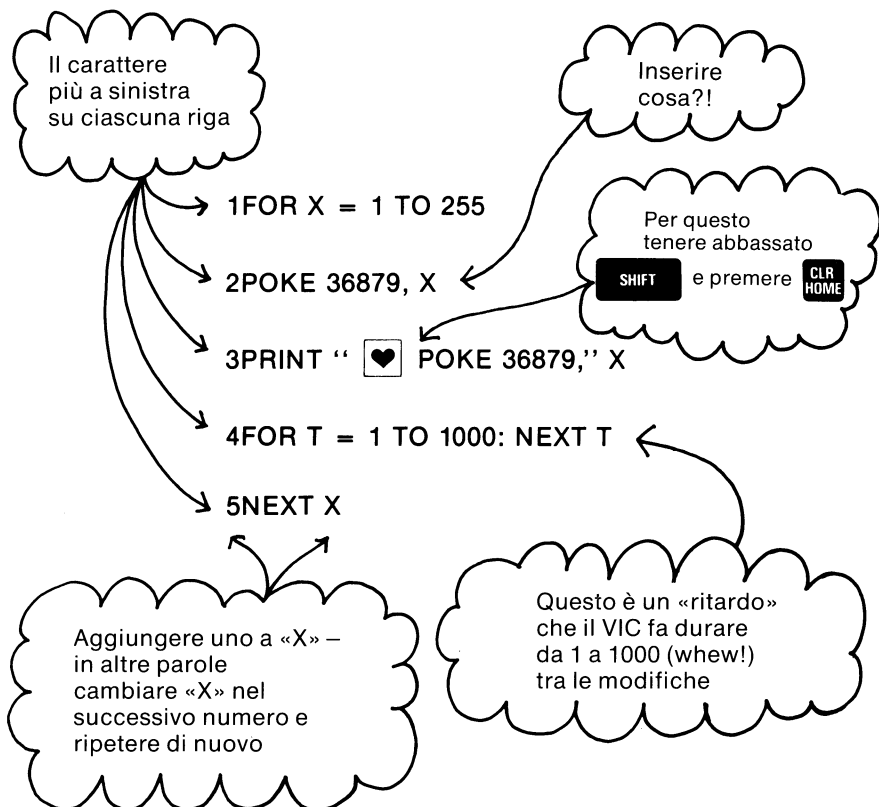 Il carattere
più a sinistra
su ciascuna riga
Inserire
cosa?!
1FOR X = 1 TO 255
Per questo
tenere abbassato
SHIFT e premere CLR
HOME
2POKE 36879, X
3PRINT “ ♥ POKE 36879,” X
4FOR T = 1 TO 1000: NEXT T
5NEXT X
Aggiungere uno a «X» –
in altre parole
cambiare «X» nel
successivo numero e
ripetere di nuovo
Questo è un «ritardo»
che il VIC fa durare
da 1 a 1000 (whew!)
tra le modifiche